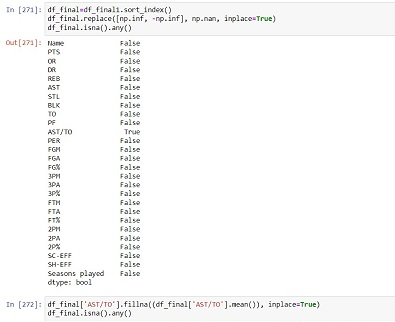 In [271]: df_final=df_final1.sort_index()
df_final.replace([np.inf, -np.inf], np.nan, inplace=True)
df_final.isna().any()
Out[271]: Name False
PTS False
OR False
DR False
REB False
AST False
STL False
BLK False
TO False
PF False
AST/TO True
PER False
FGM False
FGA False
FG% False
3PM False
3PA False
3P% False
FTM False
FTA False
FT% False
2PM False
2PA False
2P% False
SC-EFF False
SH-EFF False
Seasons played False
dtype: bool
In [272]: df_final['AST/TO'].fillna((df_final['AST/TO'].mean()), inplace=True)
df_final.isna().any()